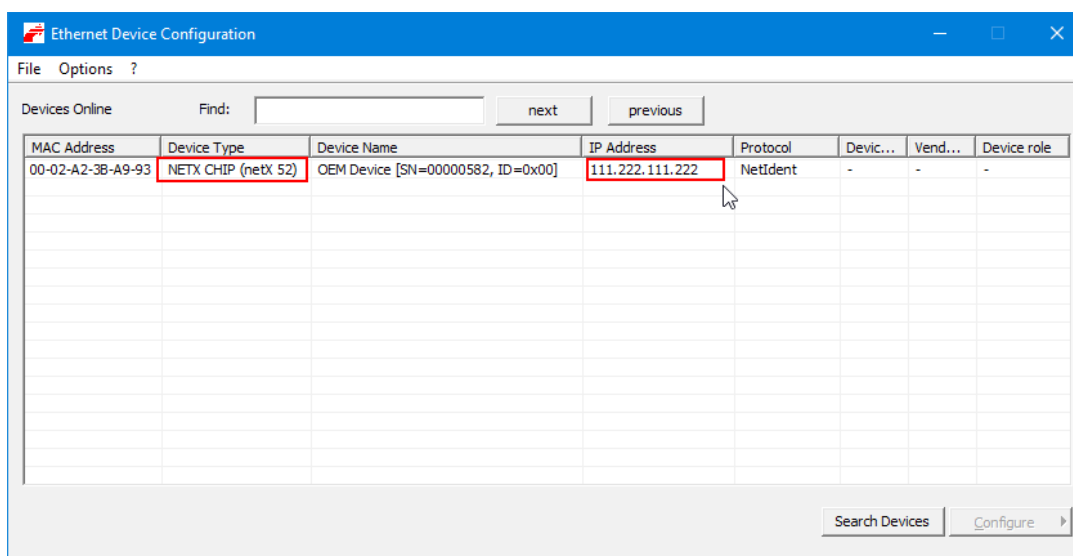 Ethernet Device Configuration
File Options ?
Devices Online Find: next previous
MAC Address Device Type Device Name IP Address Protocol Devic... Vend... Device role
00-02-A2-3B-A9-93 NETX CHIP (netX 52) OEM Device [SN=00000582, ID=0x00] 111.222.111.222 NetIdent - - -
Search Devices Configure